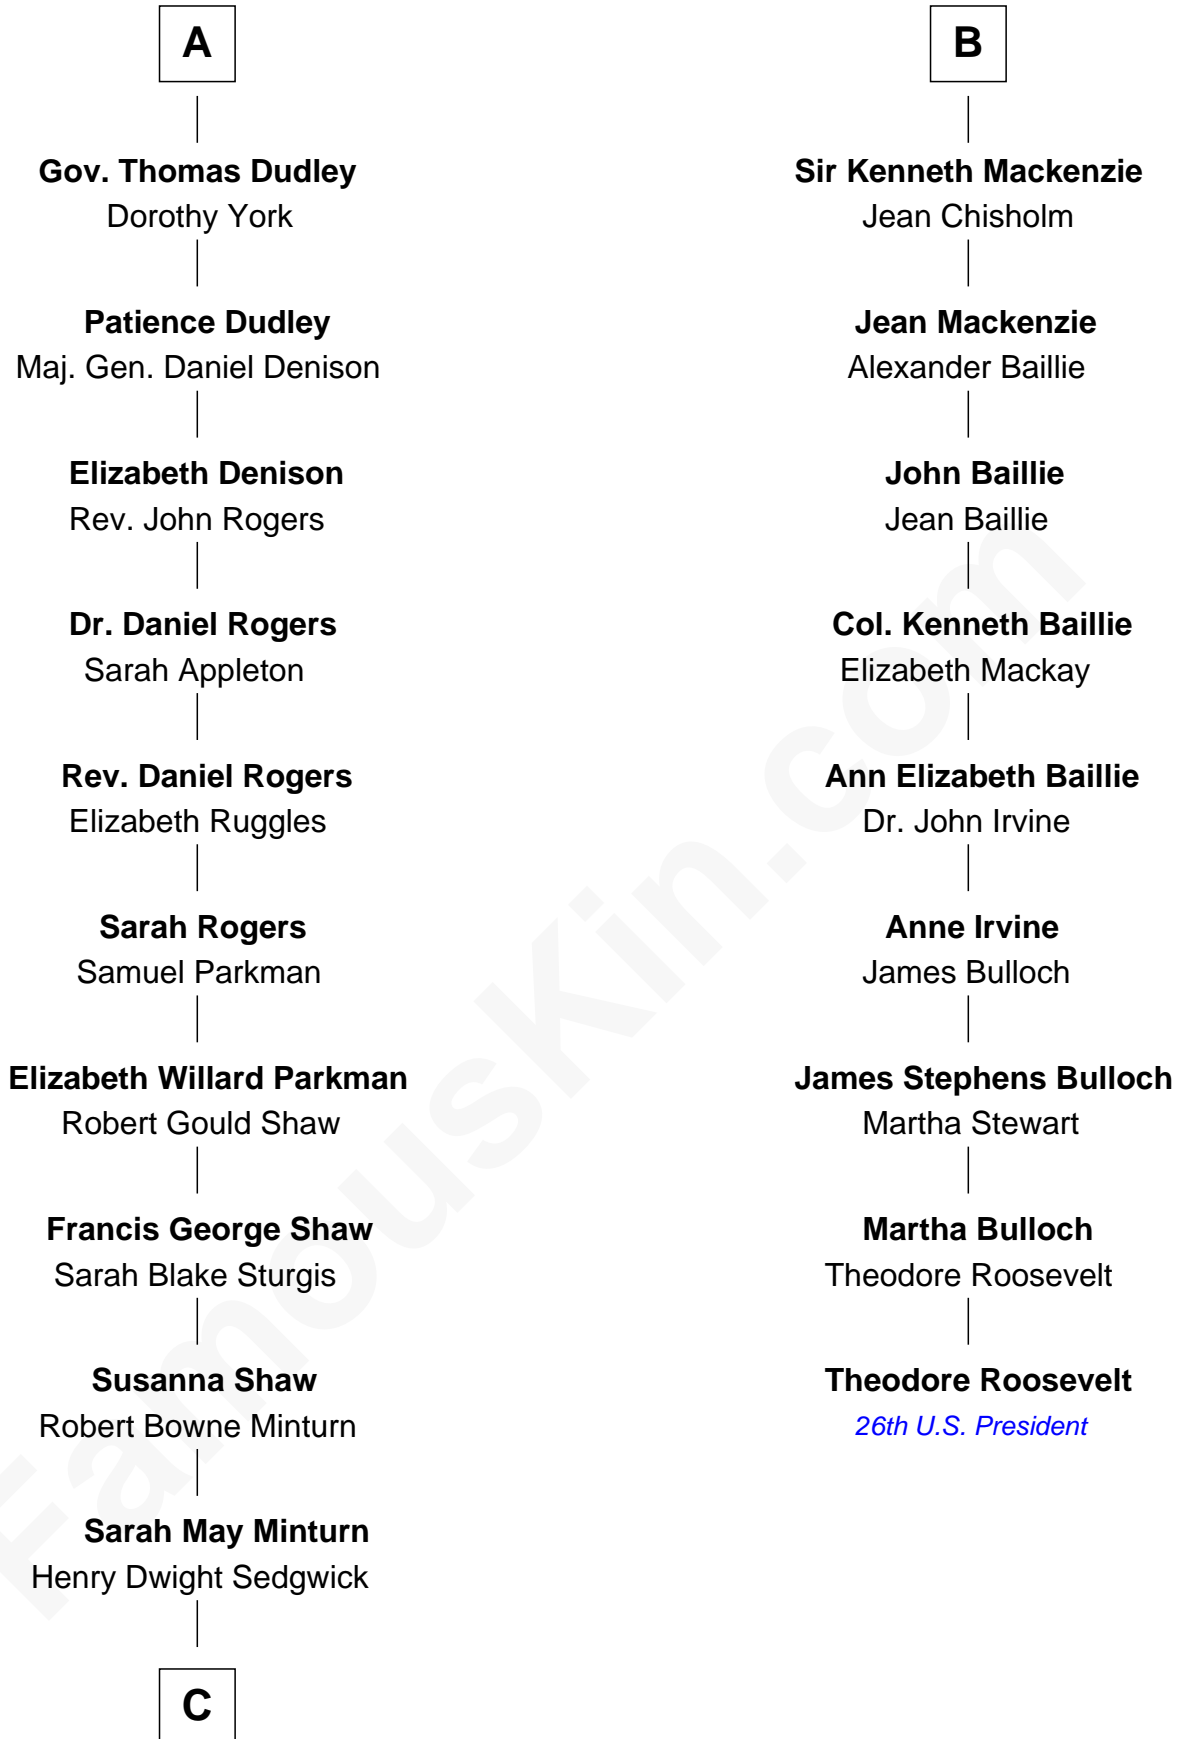 A
Gov. Thomas Dudley
Dorothy York
Patience Dudley
Maj. Gen. Daniel Denison
Elizabeth Denison
Rev. John Rogers
Dr. Daniel Rogers
Sarah Appleton
Rev. Daniel Rogers
Elizabeth Ruggles
Sarah Rogers
Samuel Parkman
Elizabeth Willard Parkman
Robert Gould Shaw
Francis George Shaw
Sarah Blake Sturgis
Susanna Shaw
Robert Bowne Minturn
Sarah May Minturn
Henry Dwight Sedgwick
C
B
Sir Kenneth Mackenzie
Jean Chisholm
Jean Mackenzie
Alexander Baillie
John Baillie
Jean Baillie
Col. Kenneth Baillie
Elizabeth Mackay
Ann Elizabeth Baillie
Dr. John Irvine
Anne Irvine
James Bulloch
James Stephens Bulloch
Martha Stewart
Martha Bulloch
Theodore Roosevelt
Theodore Roosevelt
26th U.S. President
FamousKin.com